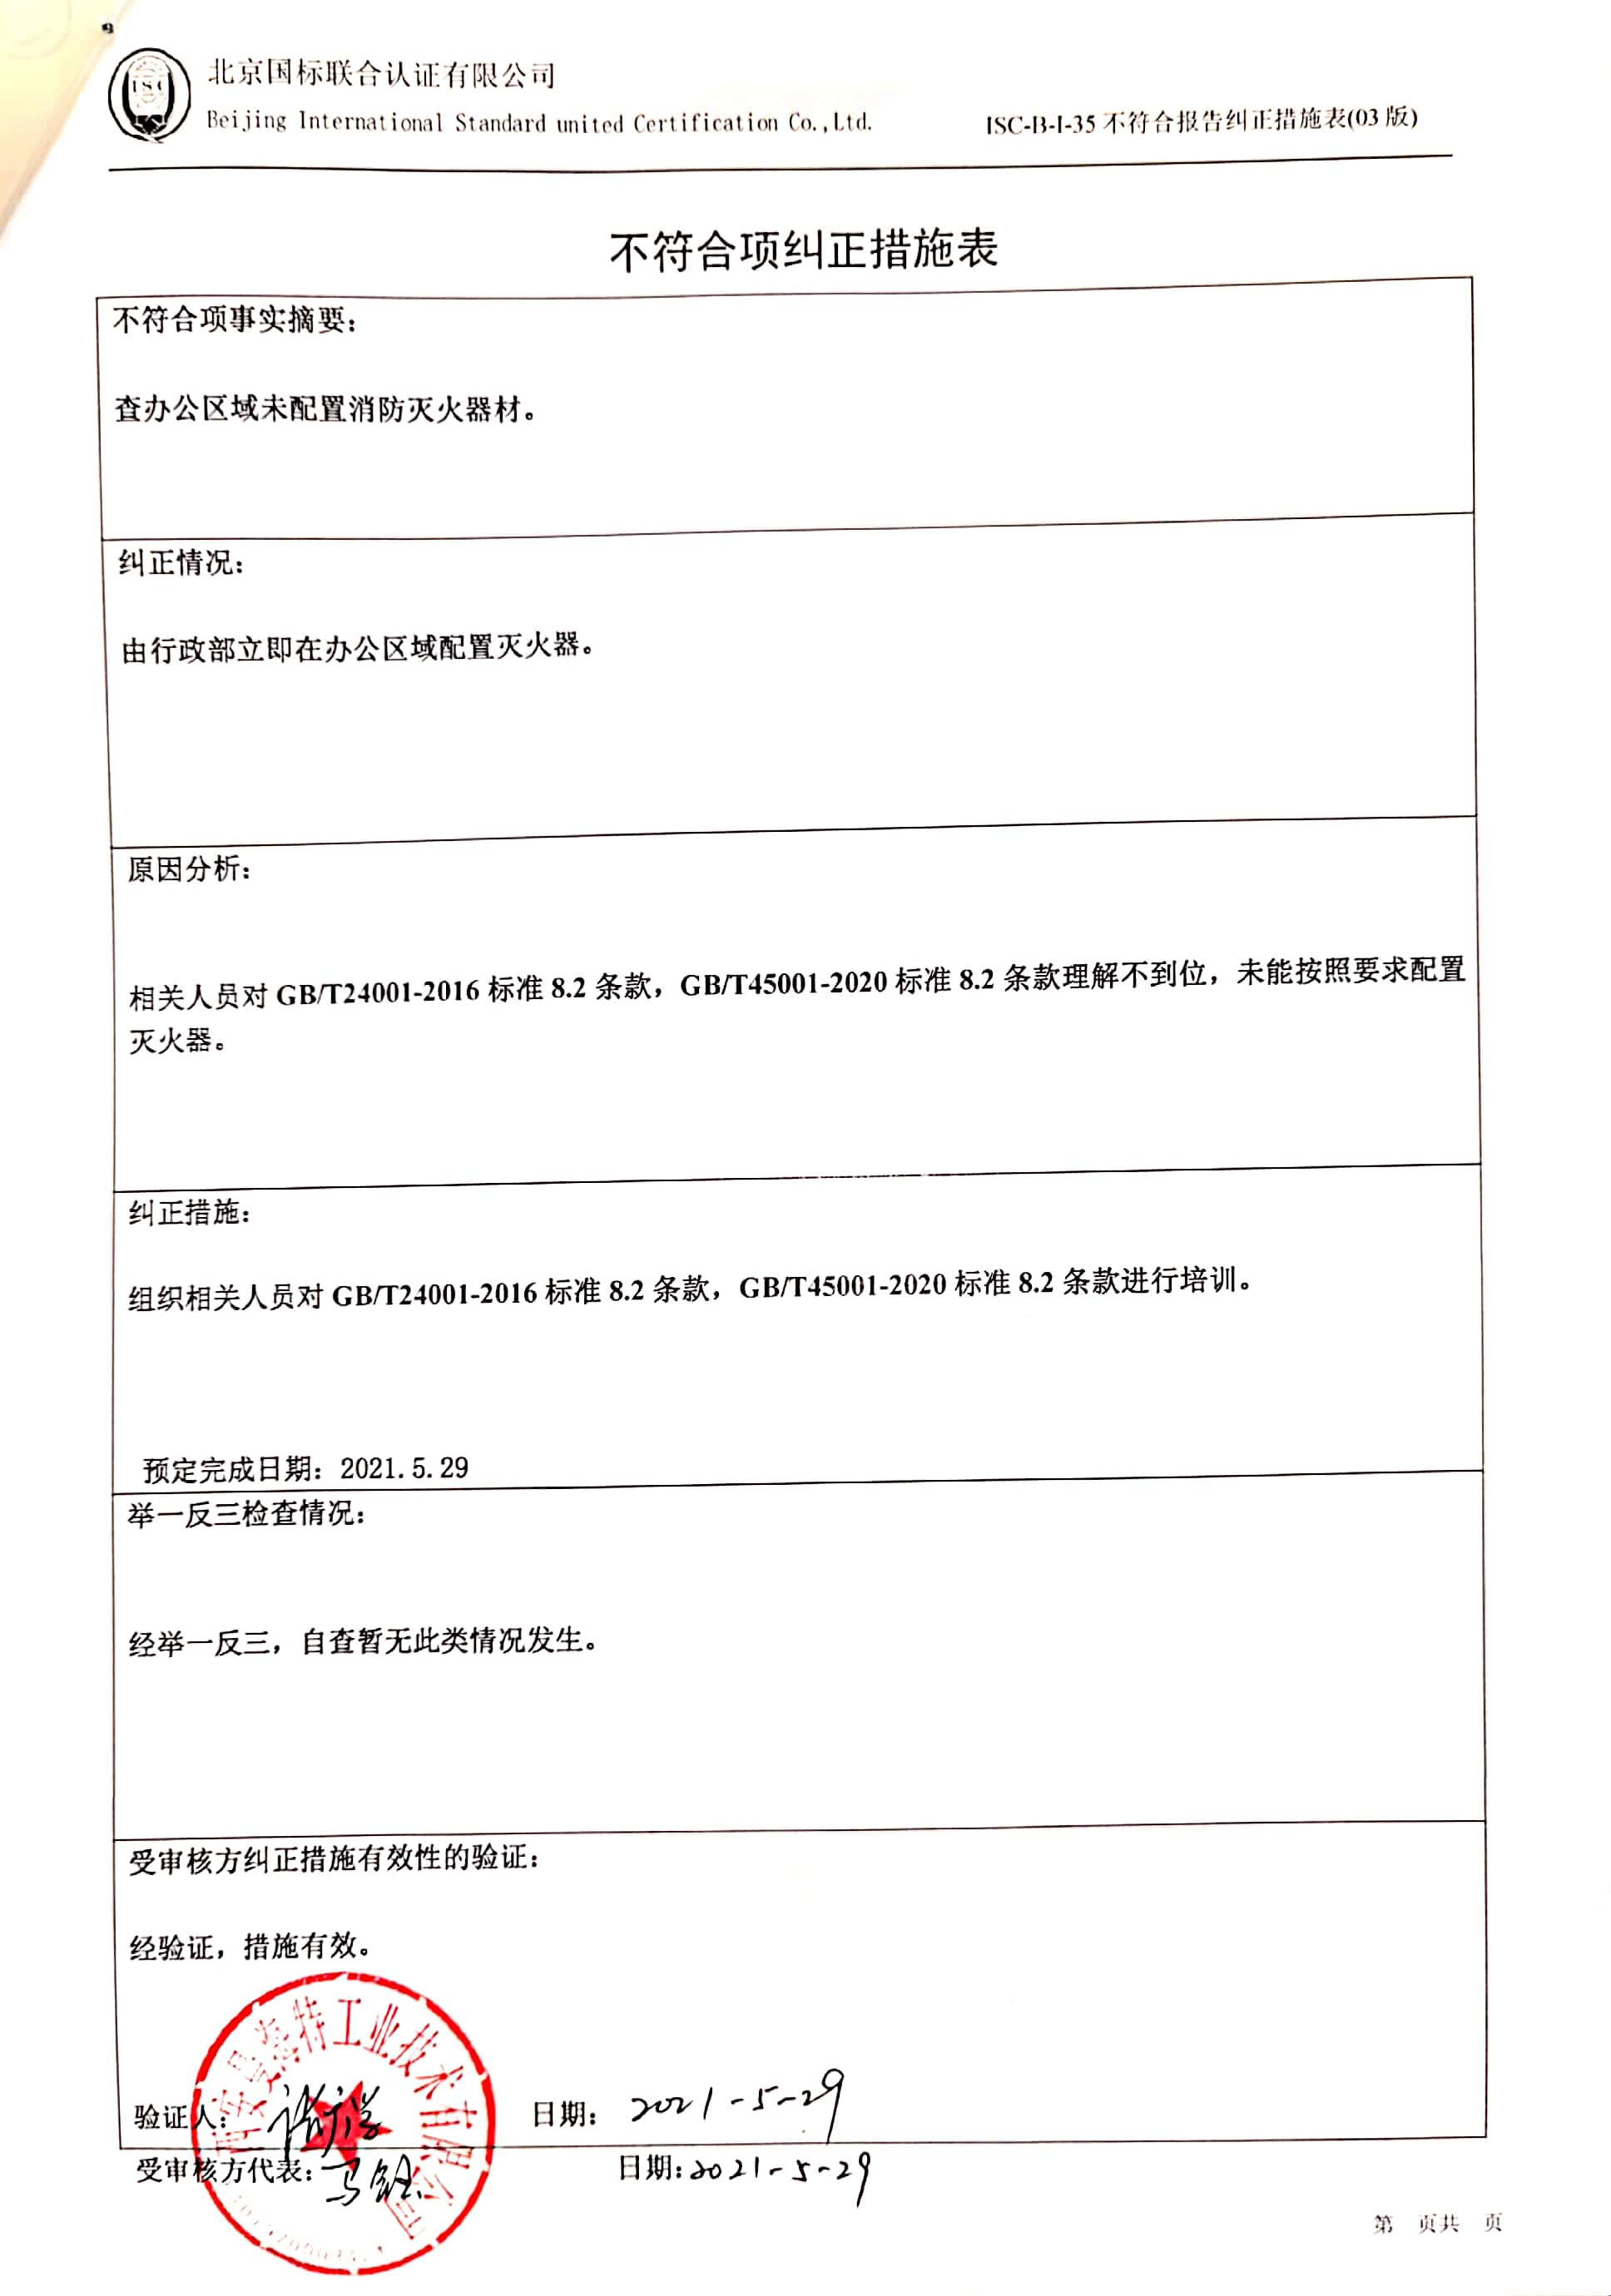 北京国标联合认证有限公司
Beijing International Standard united Certification Co.,Ltd.
ISC-B-I-35 不符合报告纠正措施表(03 版)
不符合项纠正措施表
不符合项事实摘要：
查办公区域未配置消防灭火器材。
纠正情况：
由行政部立即在办公区域配置灭火器。
原因分析：
相关人员对 GB/T24001-2016 标准 8.2 条款，GB/T45001-2020 标准 8.2 条款理解不到位，未能按照要求配置
灭火器。
纠正措施：
组织相关人员对 GB/T24001-2016 标准 8.2 条款，GB/T45001-2020 标准 8.2 条款进行培训。
预定完成日期：2021.5.29
举一反三检查情况：
经举一反三，自查暂无此类情况发生。
受审核方纠正措施有效性的验证：
经验证，措施有效。
特工业技术有限公司
验证人： 日期： 2021-5-29
受审核方代表： 日期：2021-5-29
第 页共 页